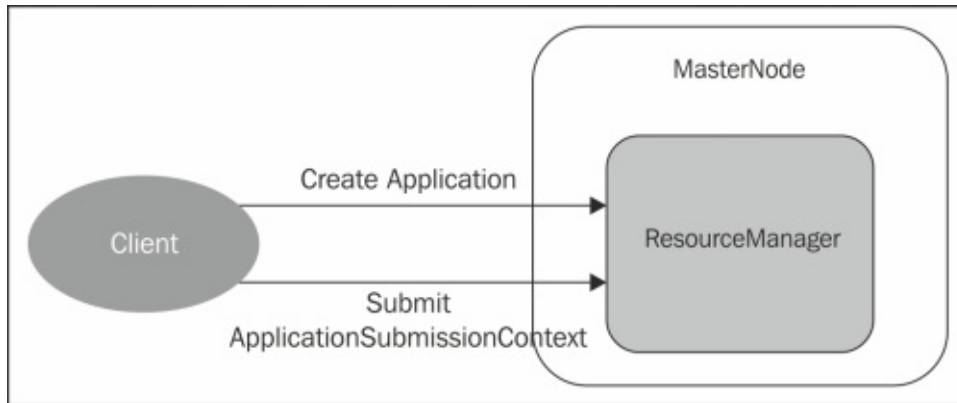 MasterNode
Create Application
Client
ResourceManager
Submit
ApplicationSubmissionContext